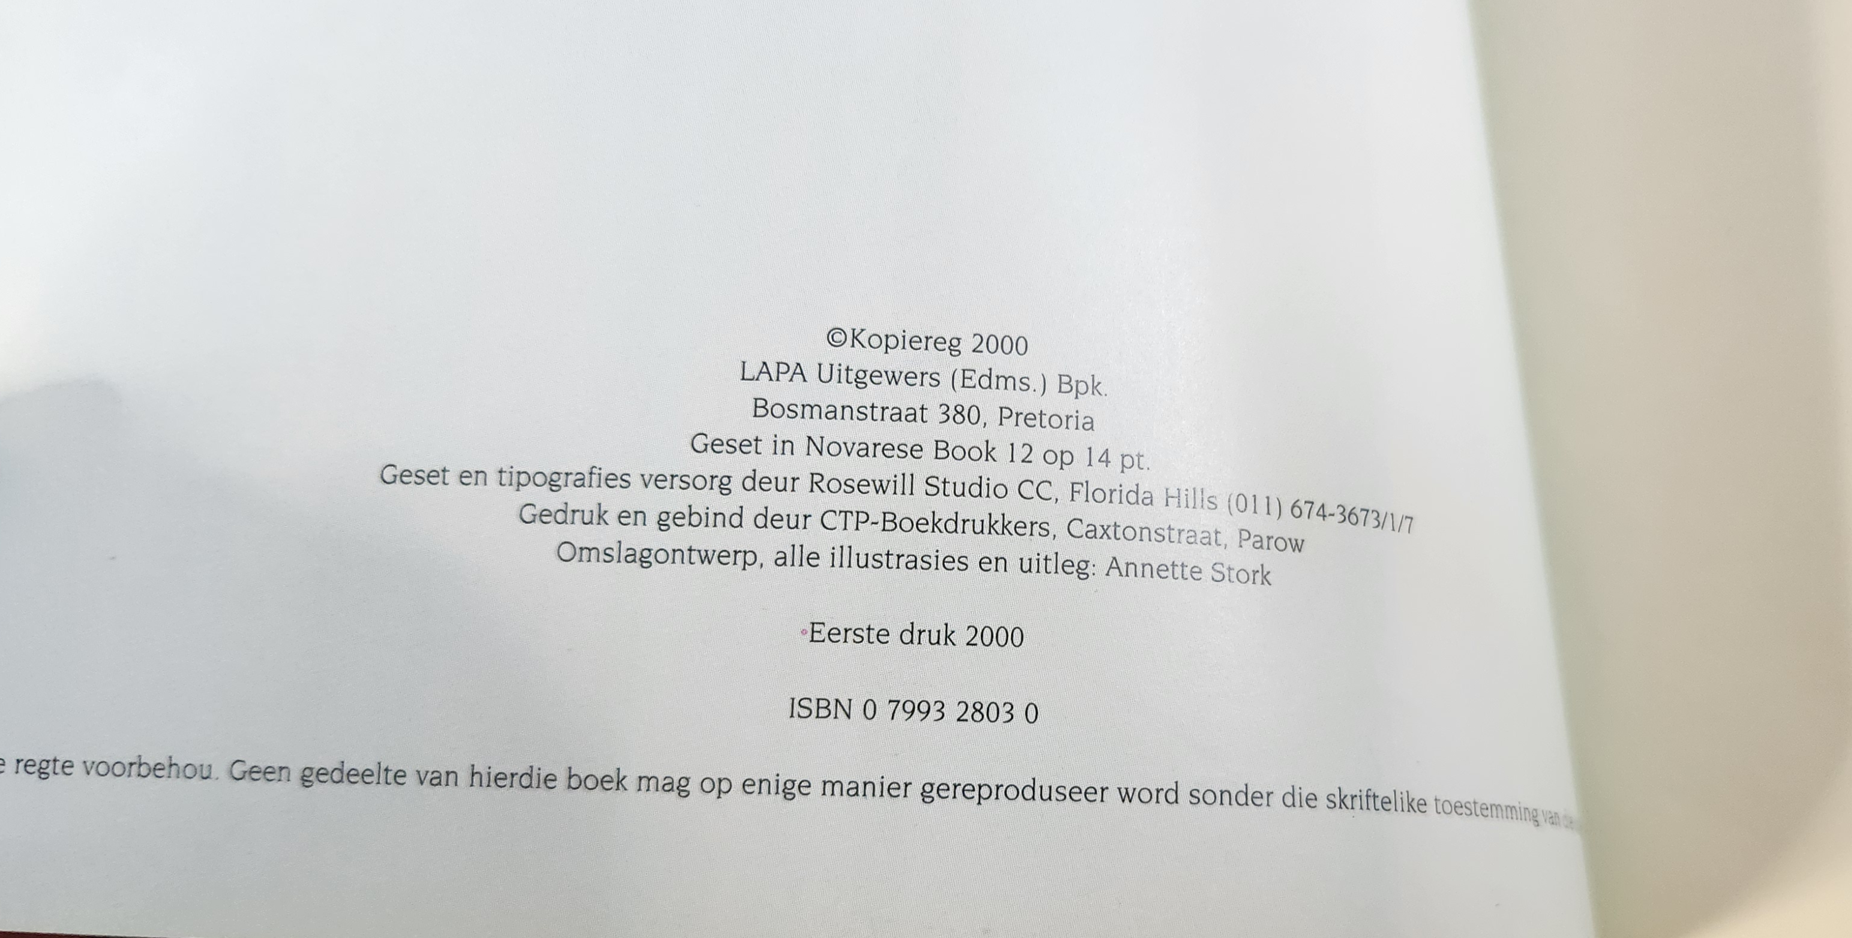 ©Kopiereg 2000
LAPA Uitgewers (Edms.) Bpk.
Bosmanstraat 380, Pretoria
Geset in Novarese Book 12 op 14 pt.
Geset en tipografies versorg deur Rosewill Studio CC, Florida Hills (011) 674-3673/1/7
Gedruk en gebind deur CTP-Boekdrukkers, Caxtonstraat, Parow
Omslagontwerp, alle illustrasies en uitleg: Annette Stork
Eerste druk 2000
ISBN 0 7993 2803 0
regte voorbehou. Geen gedeelte van hierdie boek mag op enige manier gereproduseer word sonder die skriftelike toestemming van